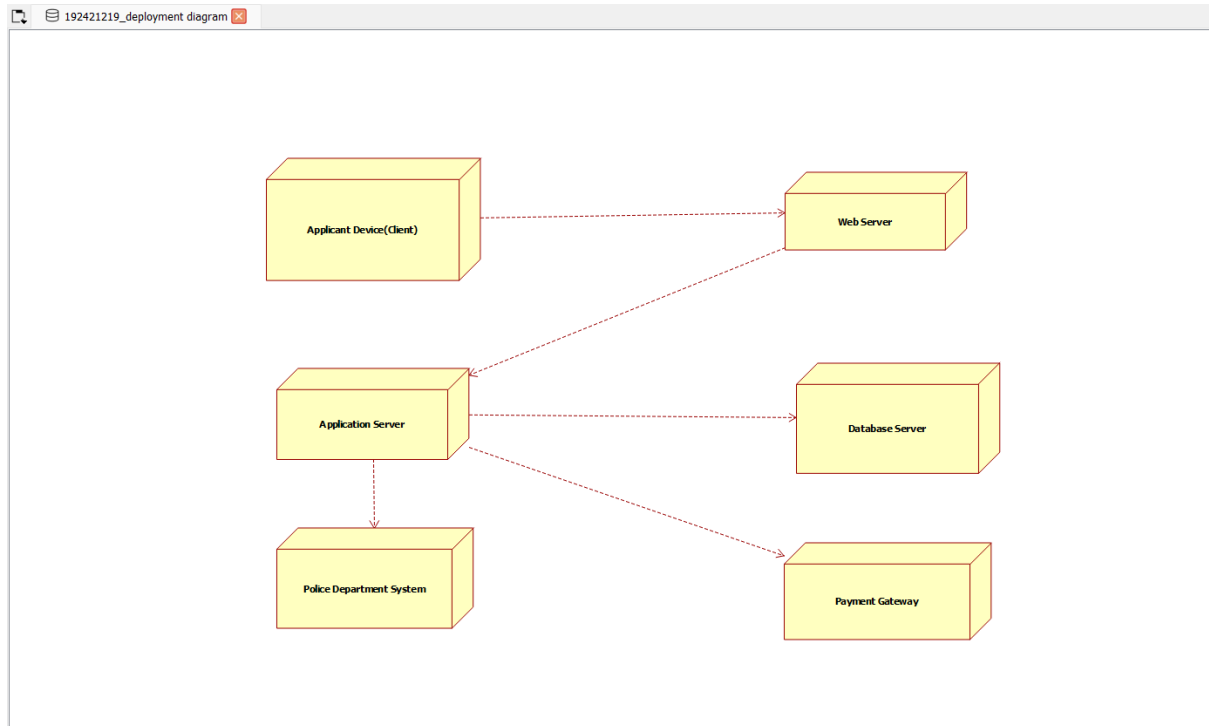 192421219_deployment diagram
Applicant Device(Client)
Web Server
Application Server
Database Server
Police Department System
Payment Gateway